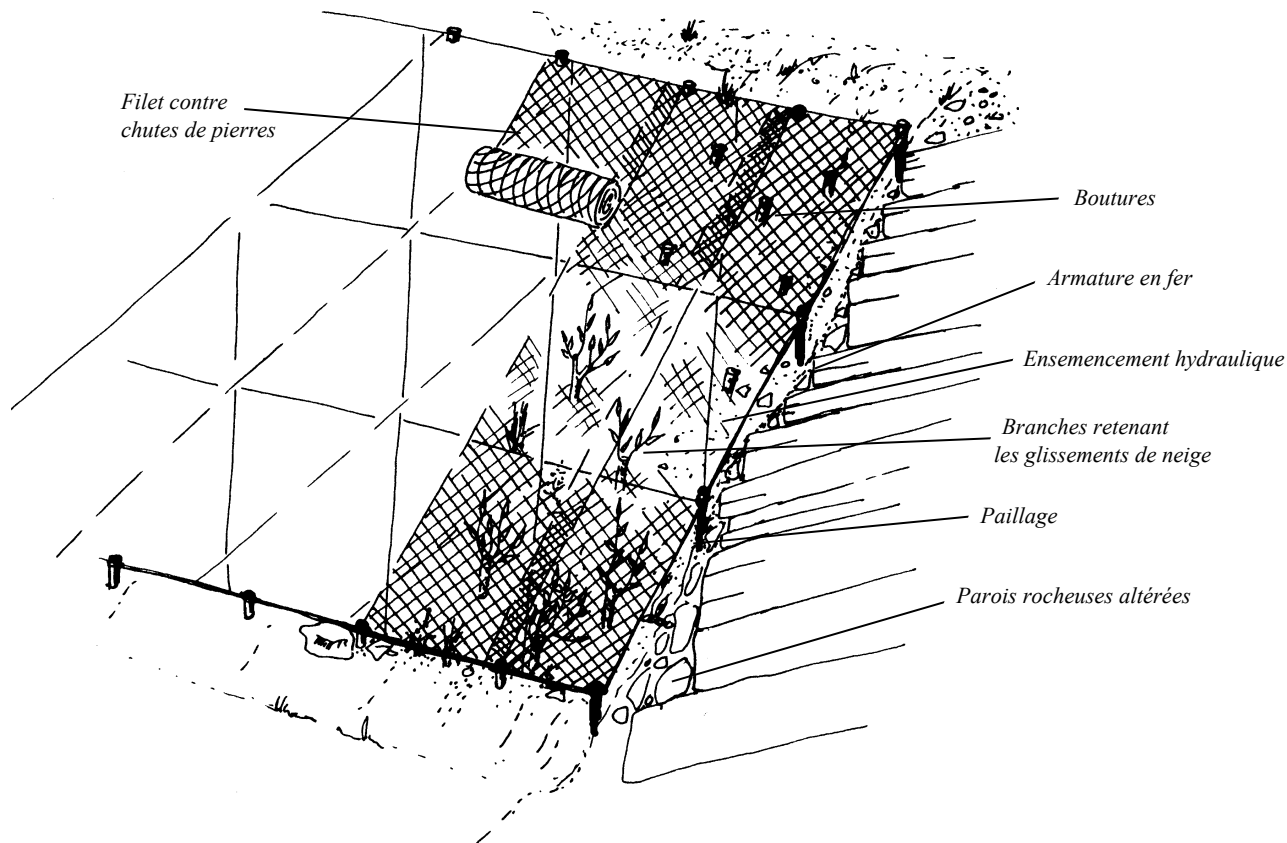 Filet contre
chutes de pierres
Boutures
Armature en fer
Ensemencement hydraulique
Branches retenant
les glissements de neige
Paillage
Parois rocheuses altérées